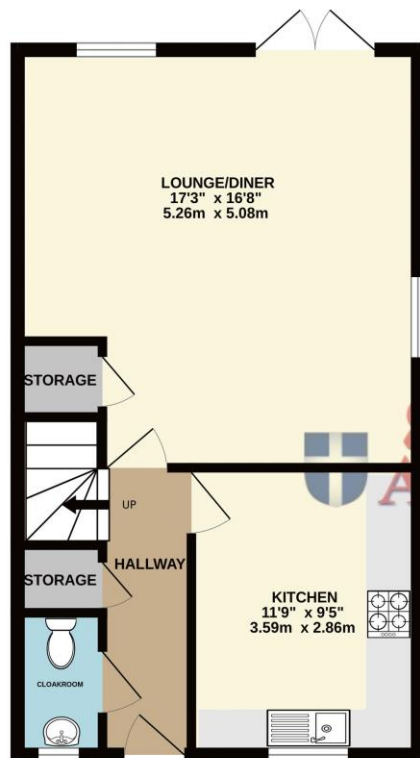 LOUNGE/DINER
17'3" x 16'8"
5.26m x 5.08m
STORAGE
UP
HALLWAY
STORAGE
KITCHEN
11'9" x 9'5"
3.59m x 2.86m
CLOAKROOM